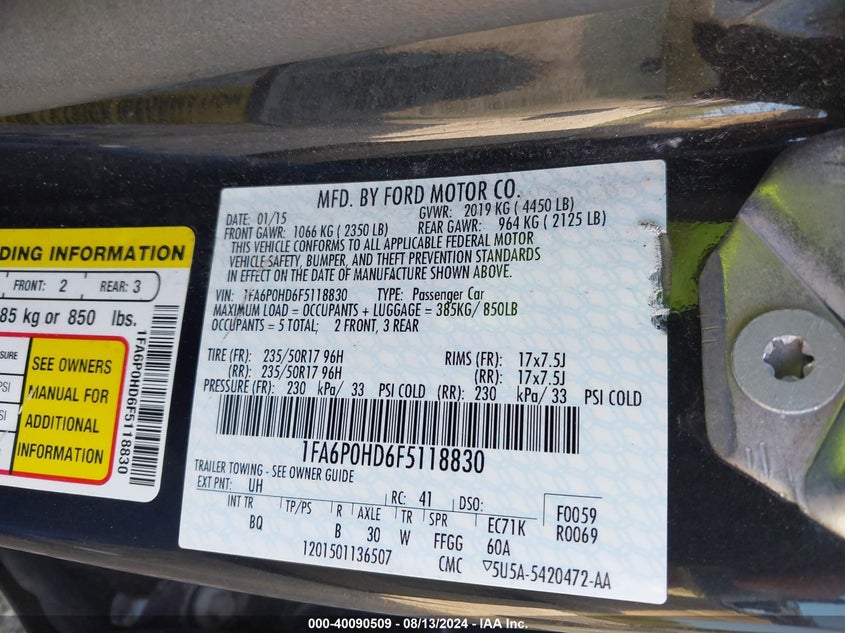 MFD. BY FORD MOTOR CO.
DATE: 01/15 GVWR: 2019 KG ( 4450 LB)
FRONT GAWR: 1066 KG ( 2350 LB) REAR GAWR: 964 KG ( 2125 LB)
THIS VEHICLE CONFORMS TO ALL APPLICABLE FEDERAL MOTOR
VEHICLE SAFETY, BUMPER, AND THEFT PREVENTION STANDARDS
IN EFFECT ON THE DATE OF MANUFACTURE SHOWN ABOVE.
VIN: 1FA6P0HD6F5118830 TYPE: Passenger Car
MAXIMUM LOAD = OCCUPANTS + LUGGAGE = 385KG/ 850LB
OCCUPANTS = 5 TOTAL; 2 FRONT, 3 REAR
TIRE (FR): 235/50R17 96H RIMS (FR): 17x7.5J
(RR): 235/50R17 96H (RR): 17x7.5J
PRESSURE (FR): 230 kPa/ 33 PSI COLD (RR): 230 kPa/ 33 PSI COLD
1FA6P0HD6F5118830
TRAILER TOWING - SEE OWNER GUIDE
EXT PNT: UH RC: 41 DSO: F0059
INT TR TP/PS R AXLE TR SPR EC71K R0069
BQ B 30 W FFGG 60A
1201501136507 CMC ▽5U5A-5420472-AA
DING INFORMATION
FRONT: 2 REAR: 3
85 kg or 850 lbs.
SURE
PSI
SI
SEE OWNERS
MANUAL FOR
ADDITIONAL
INFORMATION
1FA6P0HD6F5118830
000-40090509 - 08/13/2024 - IAA Inc.